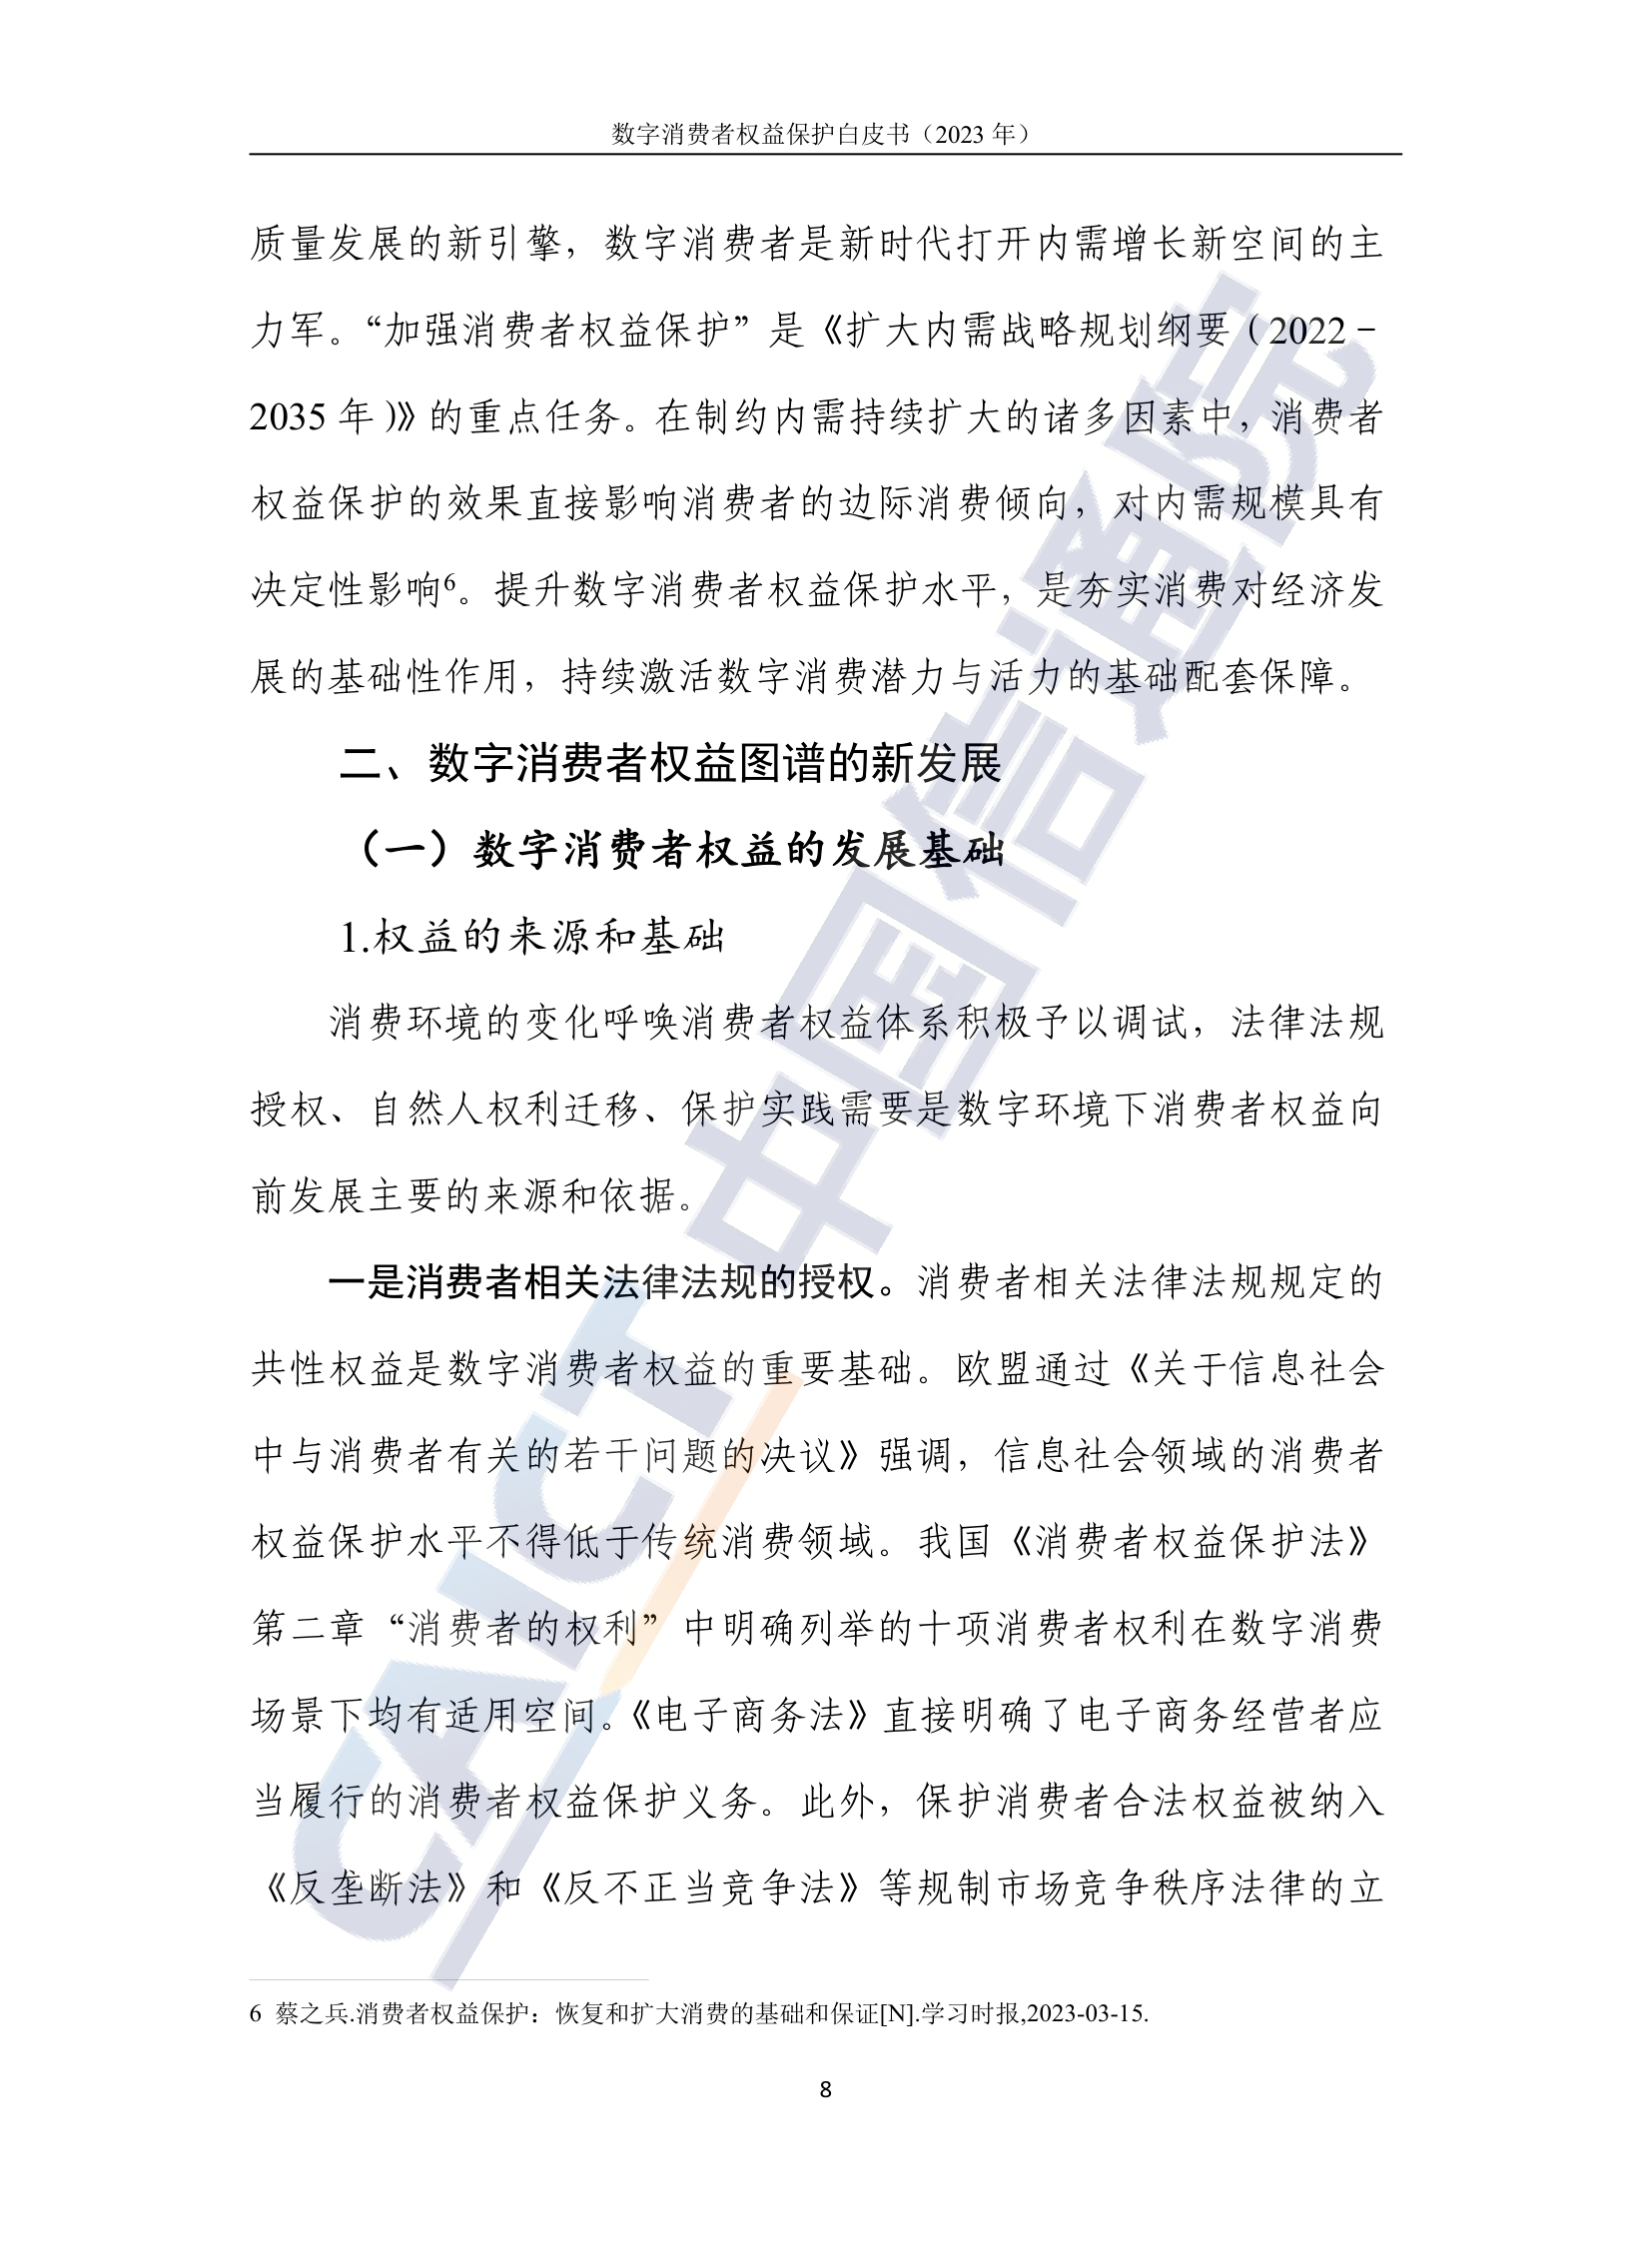 数字消费者权益保护白皮书（2023 年）
质量发展的新引擎，数字消费者是新时代打开内需增长新空间的主
力军。“加强消费者权益保护”是《扩大内需战略规划纲要（2022－
2035 年）》的重点任务。在制约内需持续扩大的诸多因素中，消费者
权益保护的效果直接影响消费者的边际消费倾向，对内需规模具有
决定性影响6。提升数字消费者权益保护水平，是夯实消费对经济发
展的基础性作用，持续激活数字消费潜力与活力的基础配套保障。
二、数字消费者权益图谱的新发展
（一）数字消费者权益的发展基础
1.权益的来源和基础
消费环境的变化呼唤消费者权益体系积极予以调试，法律法规
授权、自然人权利迁移、保护实践需要是数字环境下消费者权益向
前发展主要的来源和依据。
一是消费者相关法律法规的授权。消费者相关法律法规规定的
共性权益是数字消费者权益的重要基础。欧盟通过《关于信息社会
中与消费者有关的若干问题的决议》强调，信息社会领域的消费者
权益保护水平不得低于传统消费领域。我国《消费者权益保护法》
第二章“消费者的权利”中明确列举的十项消费者权利在数字消费
场景下均有适用空间。《电子商务法》直接明确了电子商务经营者应
当履行的消费者权益保护义务。此外，保护消费者合法权益被纳入
《反垄断法》和《反不正当竞争法》等规制市场竞争秩序法律的立
6 蔡之兵.消费者权益保护：恢复和扩大消费的基础和保证[N].学习时报,2023-03-15.
8
CAICT 中国信通院